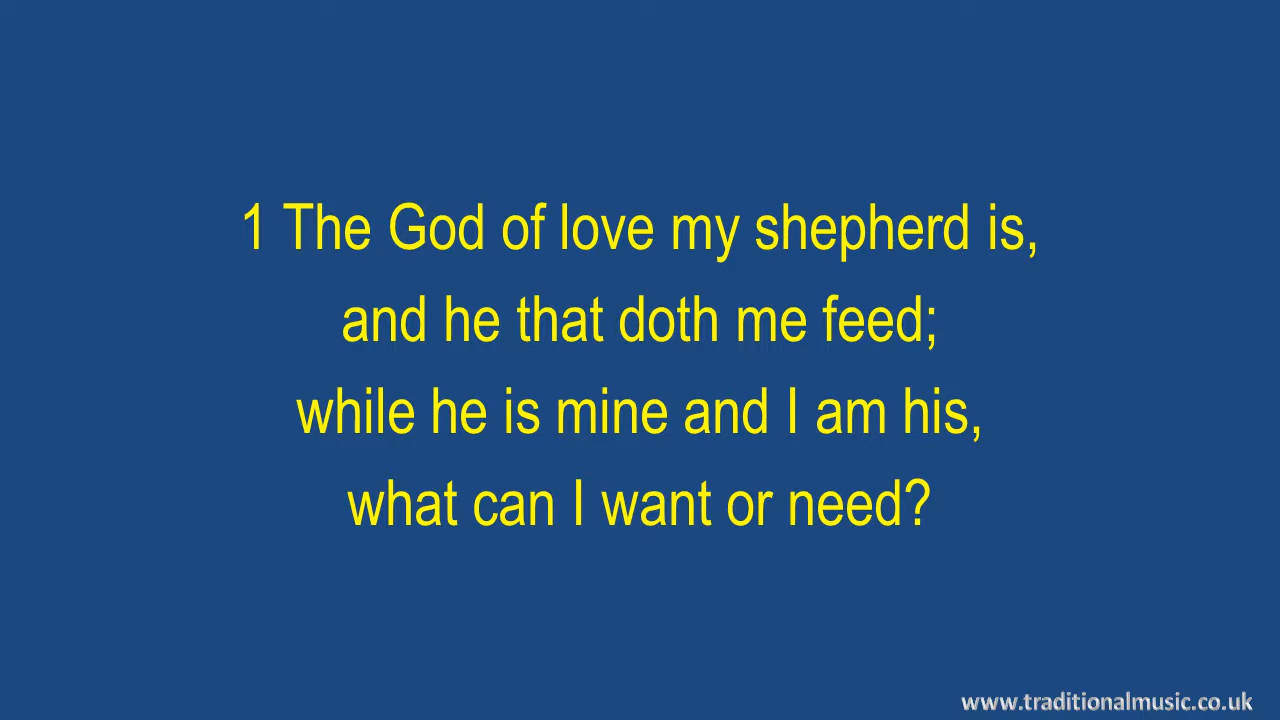 1 The God of love my shepherd is,
and he that doth me feed;
while he is mine and I am his,
what can I want or need?
www.traditionalmusic.co.uk